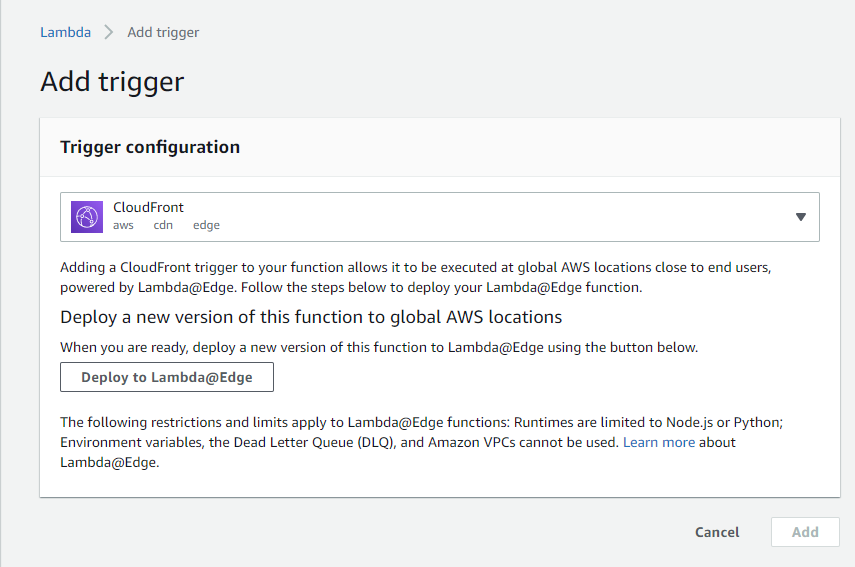 Lambda > Add trigger
Add trigger
Trigger configuration
CloudFront
aws cdn edge
Adding a CloudFront trigger to your function allows it to be executed at global AWS locations close to end users,
powered by Lambda@Edge. Follow the steps below to deploy your Lambda@Edge function.
Deploy a new version of this function to global AWS locations
When you are ready, deploy a new version of this function to Lambda@Edge using the button below.
Deploy to Lambda@Edge
The following restrictions and limits apply to Lambda@Edge functions: Runtimes are limited to Node.js or Python;
Environment variables, the Dead Letter Queue (DLQ), and Amazon VPCs cannot be used. Learn more about
Lambda@Edge.
Cancel Add